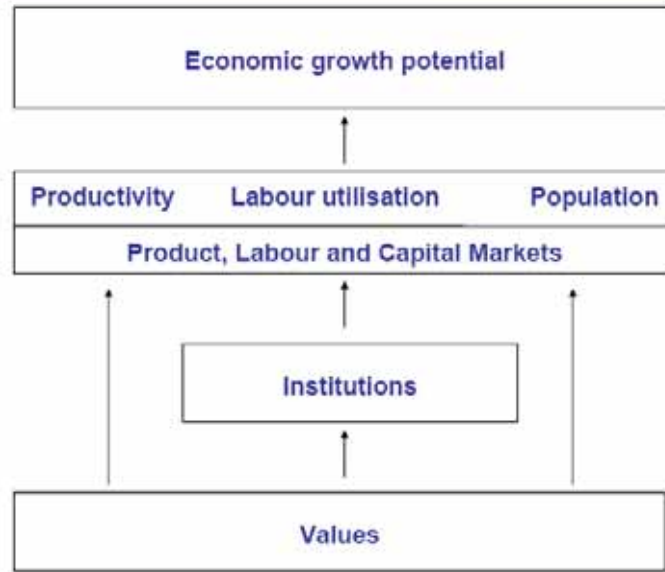 Economic growth potential
Productivity Labour utilisation Population
Product, Labour and Capital Markets
Institutions
Values